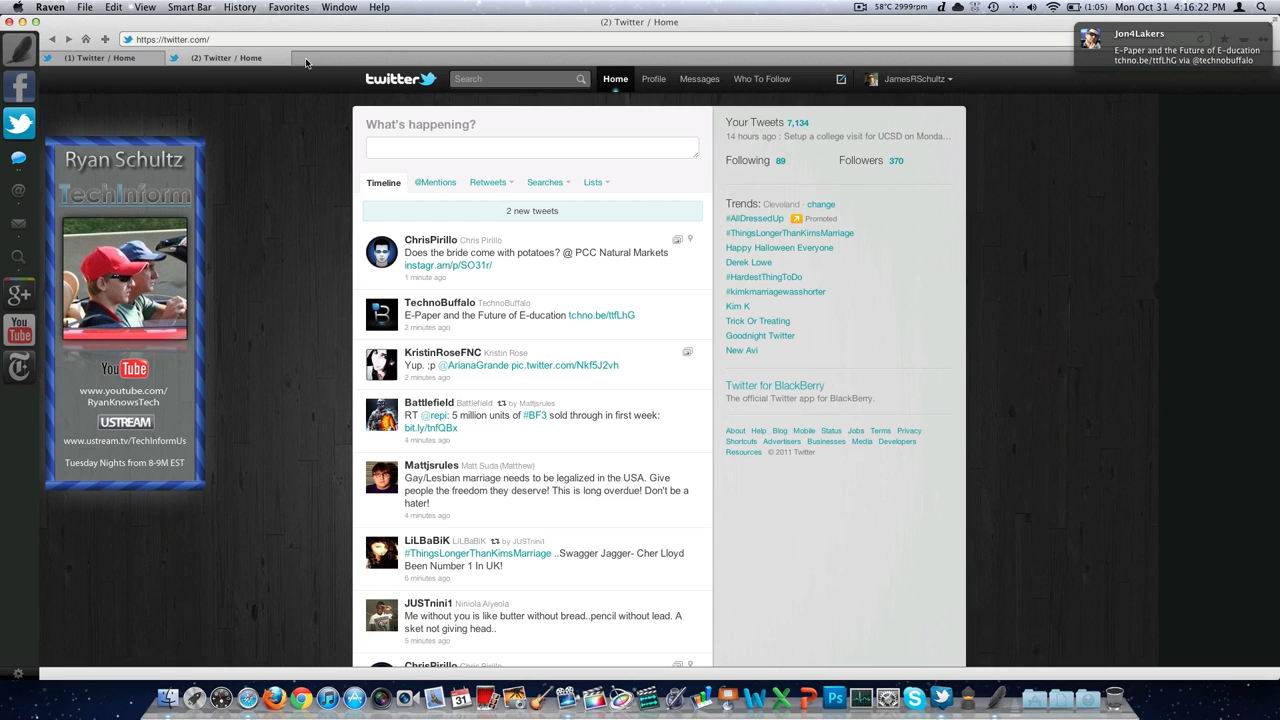 Raven File Edit View Smart Bar History Favorites Window Help
58°C 2999rpm (1:05) Mon Oct 31 4:16:22 PM
(2) Twitter / Home
https://twitter.com/
(1) Twitter / Home
(2) Twitter / Home
Jon4Lakers
E-Paper and the Future of E-ducation
tchno.be/ttfLhG via @technobuffalo
twitter
Search
Home Profile Messages Who To Follow
JamesRSchultz
Ryan Schultz
TechInform
YouTube
www.youtube.com/
RyanKnowsTech
USTREAM
www.ustream.tv/TechInformUs
Tuesday Nights from 8-9M EST
You
Tube
What's happening?
Timeline @Mentions Retweets Searches Lists
2 new tweets
ChrisPirillo Chris Pirillo
Does the bride come with potatoes? @ PCC Natural Markets
instagr.am/p/SO31r/
1 minute ago
TechnoBuffalo TechnoBuffalo
E-Paper and the Future of E-ducation tchno.be/ttfLhG
2 minutes ago
KristinRoseFNC Kristin Rose
Yup. ;p @ArianaGrande pic.twitter.com/Nkf5J2vh
2 minutes ago
Battlefield Battlefield by Mattjsrules
RT @repi: 5 million units of #BF3 sold through in first week:
bit.ly/tnfQBx
4 minutes ago
Mattjsrules Matt Suda (Matthew)
Gay/Lesbian marriage needs to be legalized in the USA. Give
people the freedom they deserve! This is long overdue! Don't be a
hater!
4 minutes ago
LiLBaBiK LiLBaBiK by JUSTnini1
#ThingsLongerThanKimsMarriage ..Swagger Jagger- Cher Lloyd
Been Number 1 In UK!
6 minutes ago
JUSTnini1 Niniola Aiyeola
Me without you is like butter without bread..pencil without lead. A
sket not giving head..
5 minutes ago
ChrisPirillo Chris Pirillo
Your Tweets 7,134
14 hours ago : Setup a college visit for UCSD on Monda...
Following 89 Followers 370
Trends: Cleveland · change
#AllDressedUp Promoted
#ThingsLongerThanKimsMarriage
Happy Halloween Everyone
Derek Lowe
#HardestThingToDo
#kimkmarriagewasshorter
Kim K
Trick Or Treating
Goodnight Twitter
New Avi
Twitter for BlackBerry
The official Twitter app for BlackBerry.
About Help Blog Mobile Status Jobs Terms Privacy
Shortcuts Advertisers Businesses Media Developers
Resources © 2011 Twitter